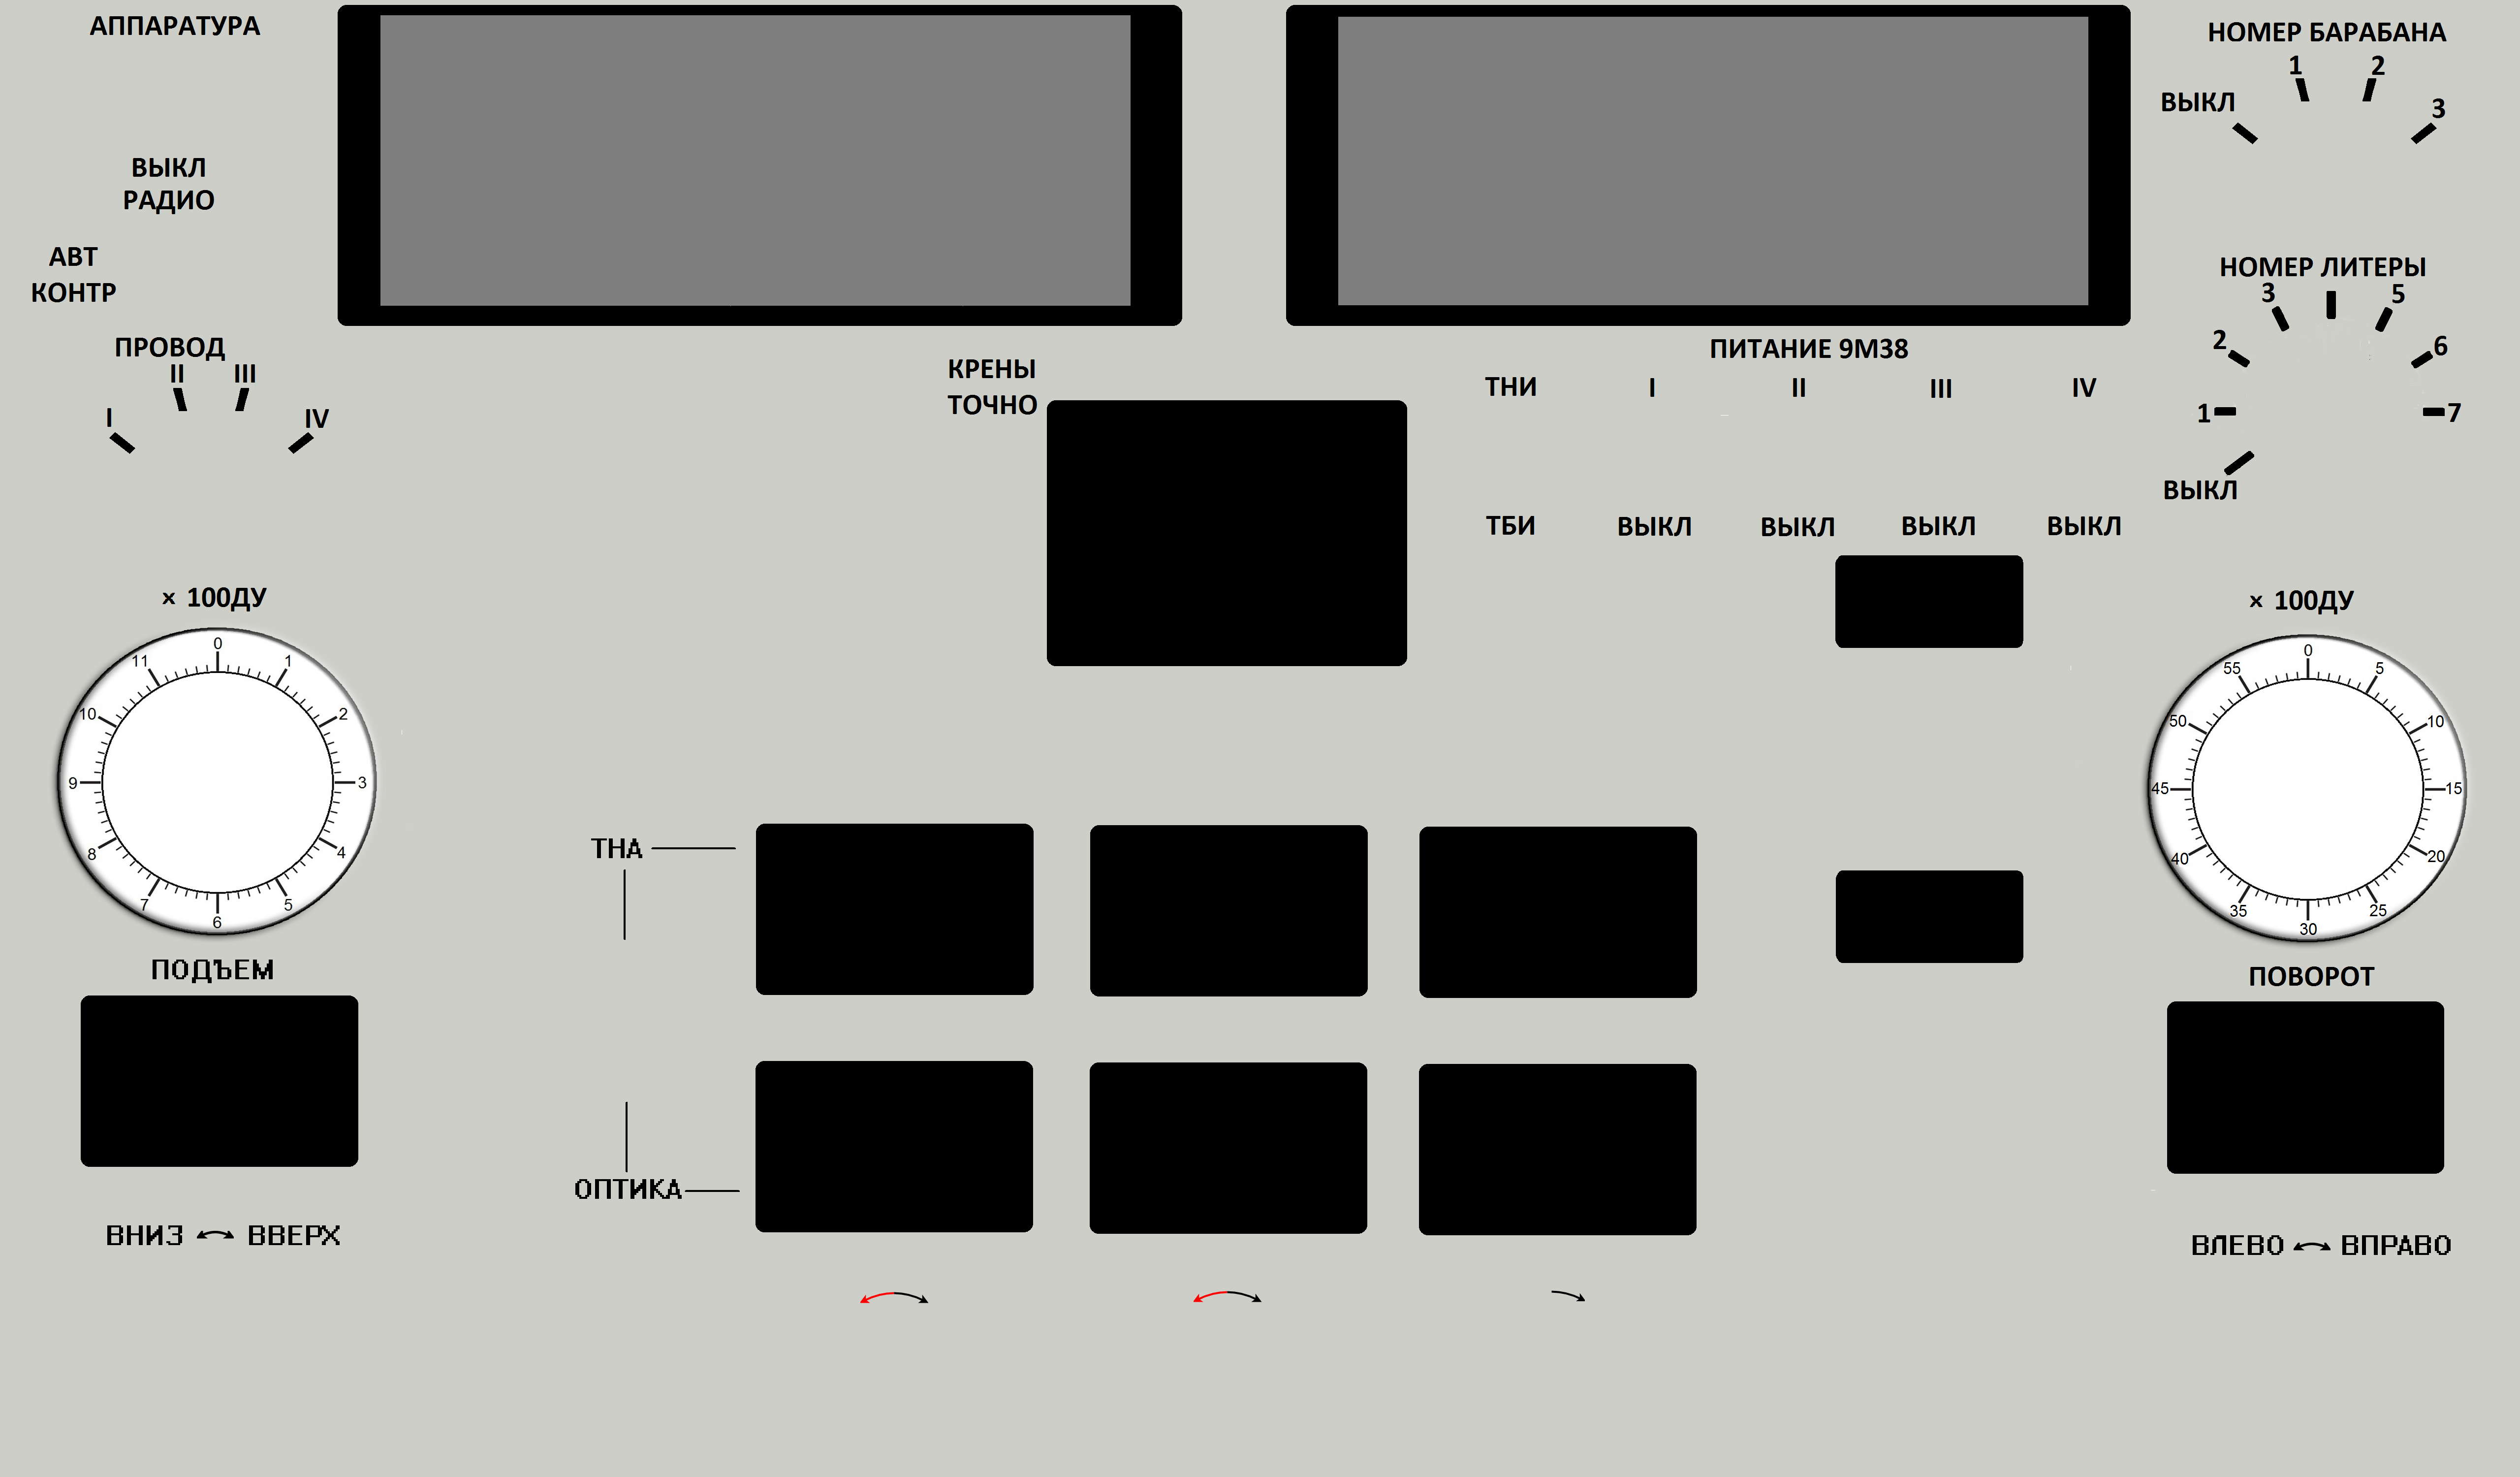 АППАРАТУРА
ВЫКЛ
РАДИО
АВТ
КОНТР
ПРОВОД
I II III IV
НОМЕР БАРАБАНА
ВЫКЛ 1 2 3
НОМЕР ЛИТЕРЫ
ВЫКЛ 1 2 3 5 6 7
КРЕНЫ
ТОЧНО
ПИТАНИЕ 9М38
ТНИ I II III IV
ТБИ ВЫКЛ ВЫКЛ ВЫКЛ ВЫКЛ
х 100ДУ
0 1 2 3 4 5 6 7 8 9 10 11
ПОДЪЕМ
ВНИЗ ВВЕРХ
ТНА
ОПТИКА
х 100ДУ
0 5 10 15 20 25 30 35 40 45 50 55
ПОВОРОТ
ВЛЕВО ВПРАВО